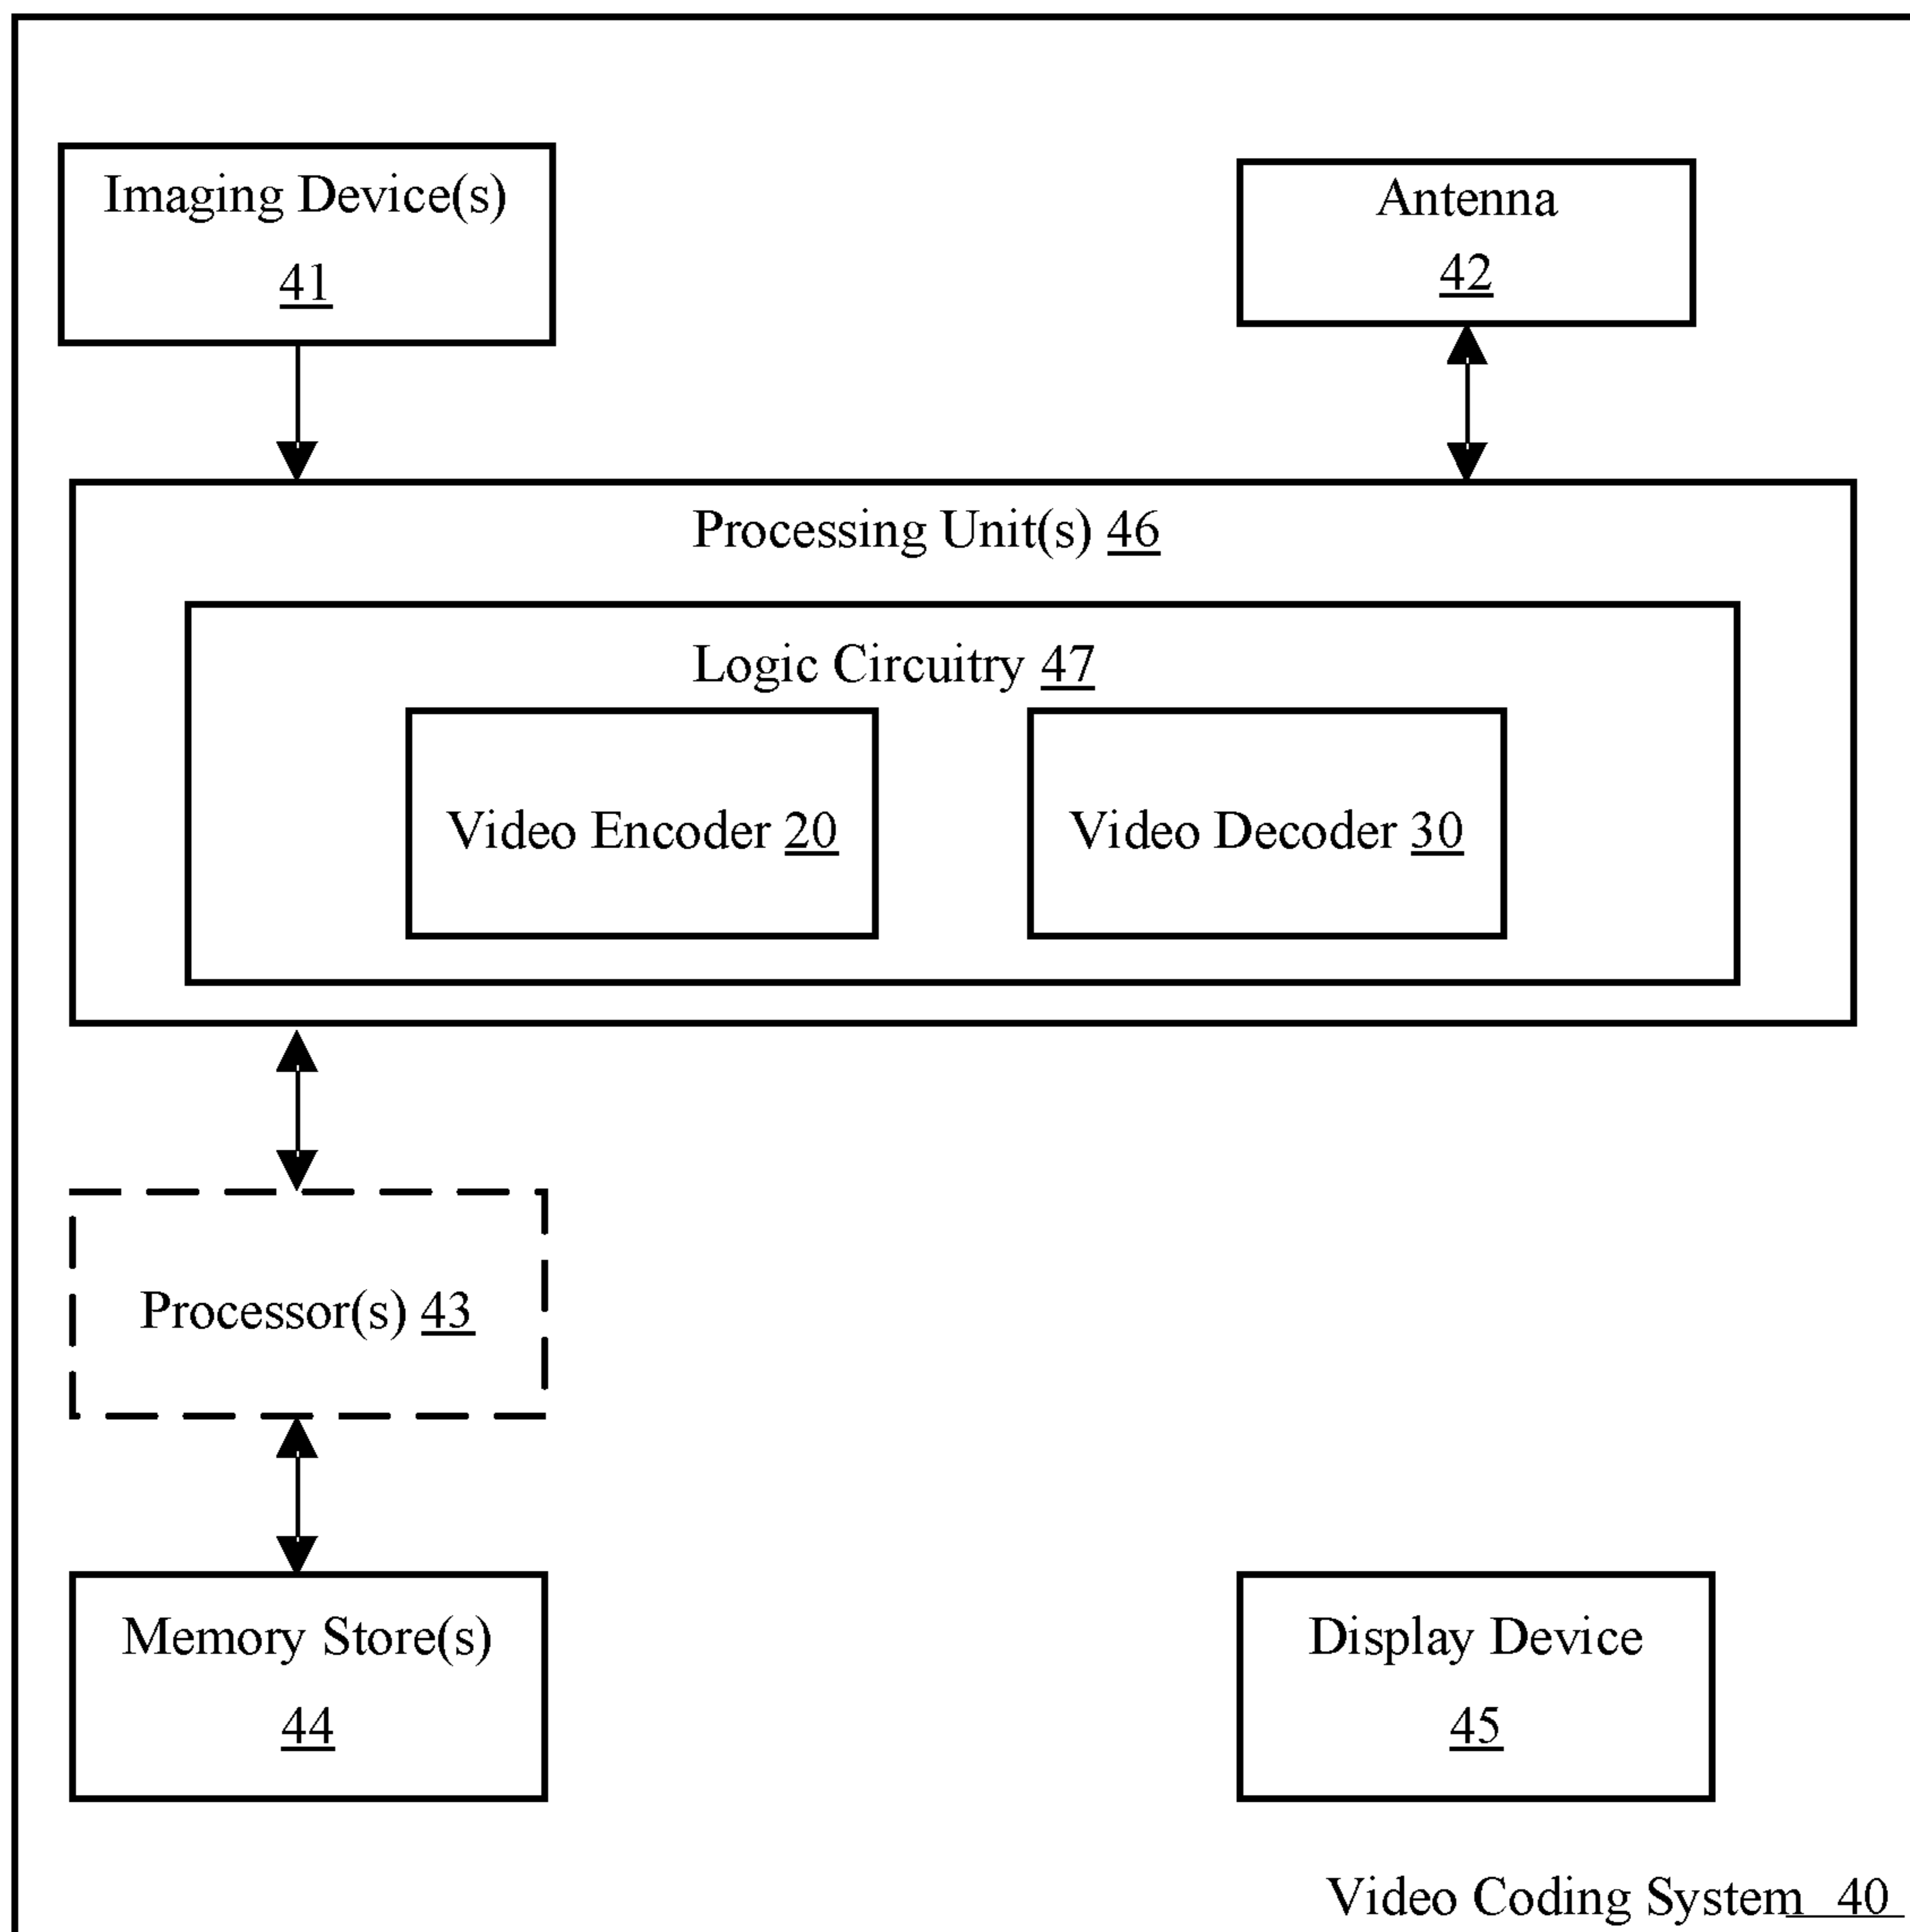 Imaging Device(s)
41
Antenna
42
Processing Unit(s) 46
Logic Circuitry 47
Video Encoder 20
Video Decoder 30
Processor(s) 43
Memory Store(s)
44
Display Device
45
Video Coding System 40